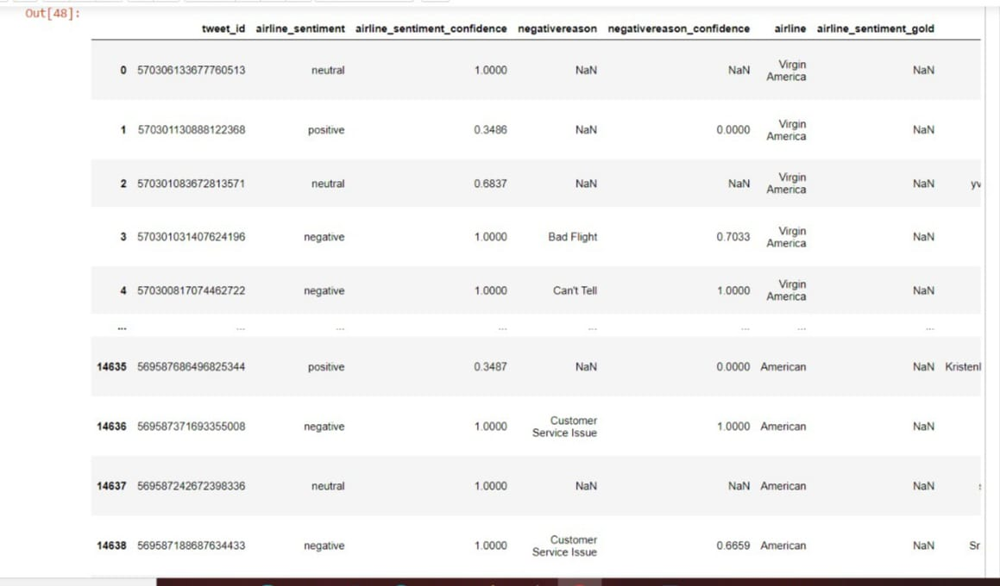 Out[48]:
tweet_id airline_sentiment airline_sentiment_confidence negativereason negativereason_confidence airline airline_sentiment_gold
0 570306133677760513 neutral 1.0000 NaN NaN Virgin America NaN
1 570301130888122368 positive 0.3486 NaN 0.0000 Virgin America NaN
2 570301083672813571 neutral 0.6837 NaN NaN Virgin America NaN yv
3 570301031407624196 negative 1.0000 Bad Flight 0.7033 Virgin America NaN
4 570300817074462722 negative 1.0000 Can't Tell 1.0000 Virgin America NaN
... ... ... ... ... ... ... ...
14635 569587686496825344 positive 0.3487 NaN 0.0000 American NaN Kristenl
14636 569587371693355008 negative 1.0000 Customer Service Issue 1.0000 American NaN
14637 569587242672398336 neutral 1.0000 NaN NaN American NaN
14638 569587188687634433 negative 1.0000 Customer Service Issue 0.6659 American NaN Sr